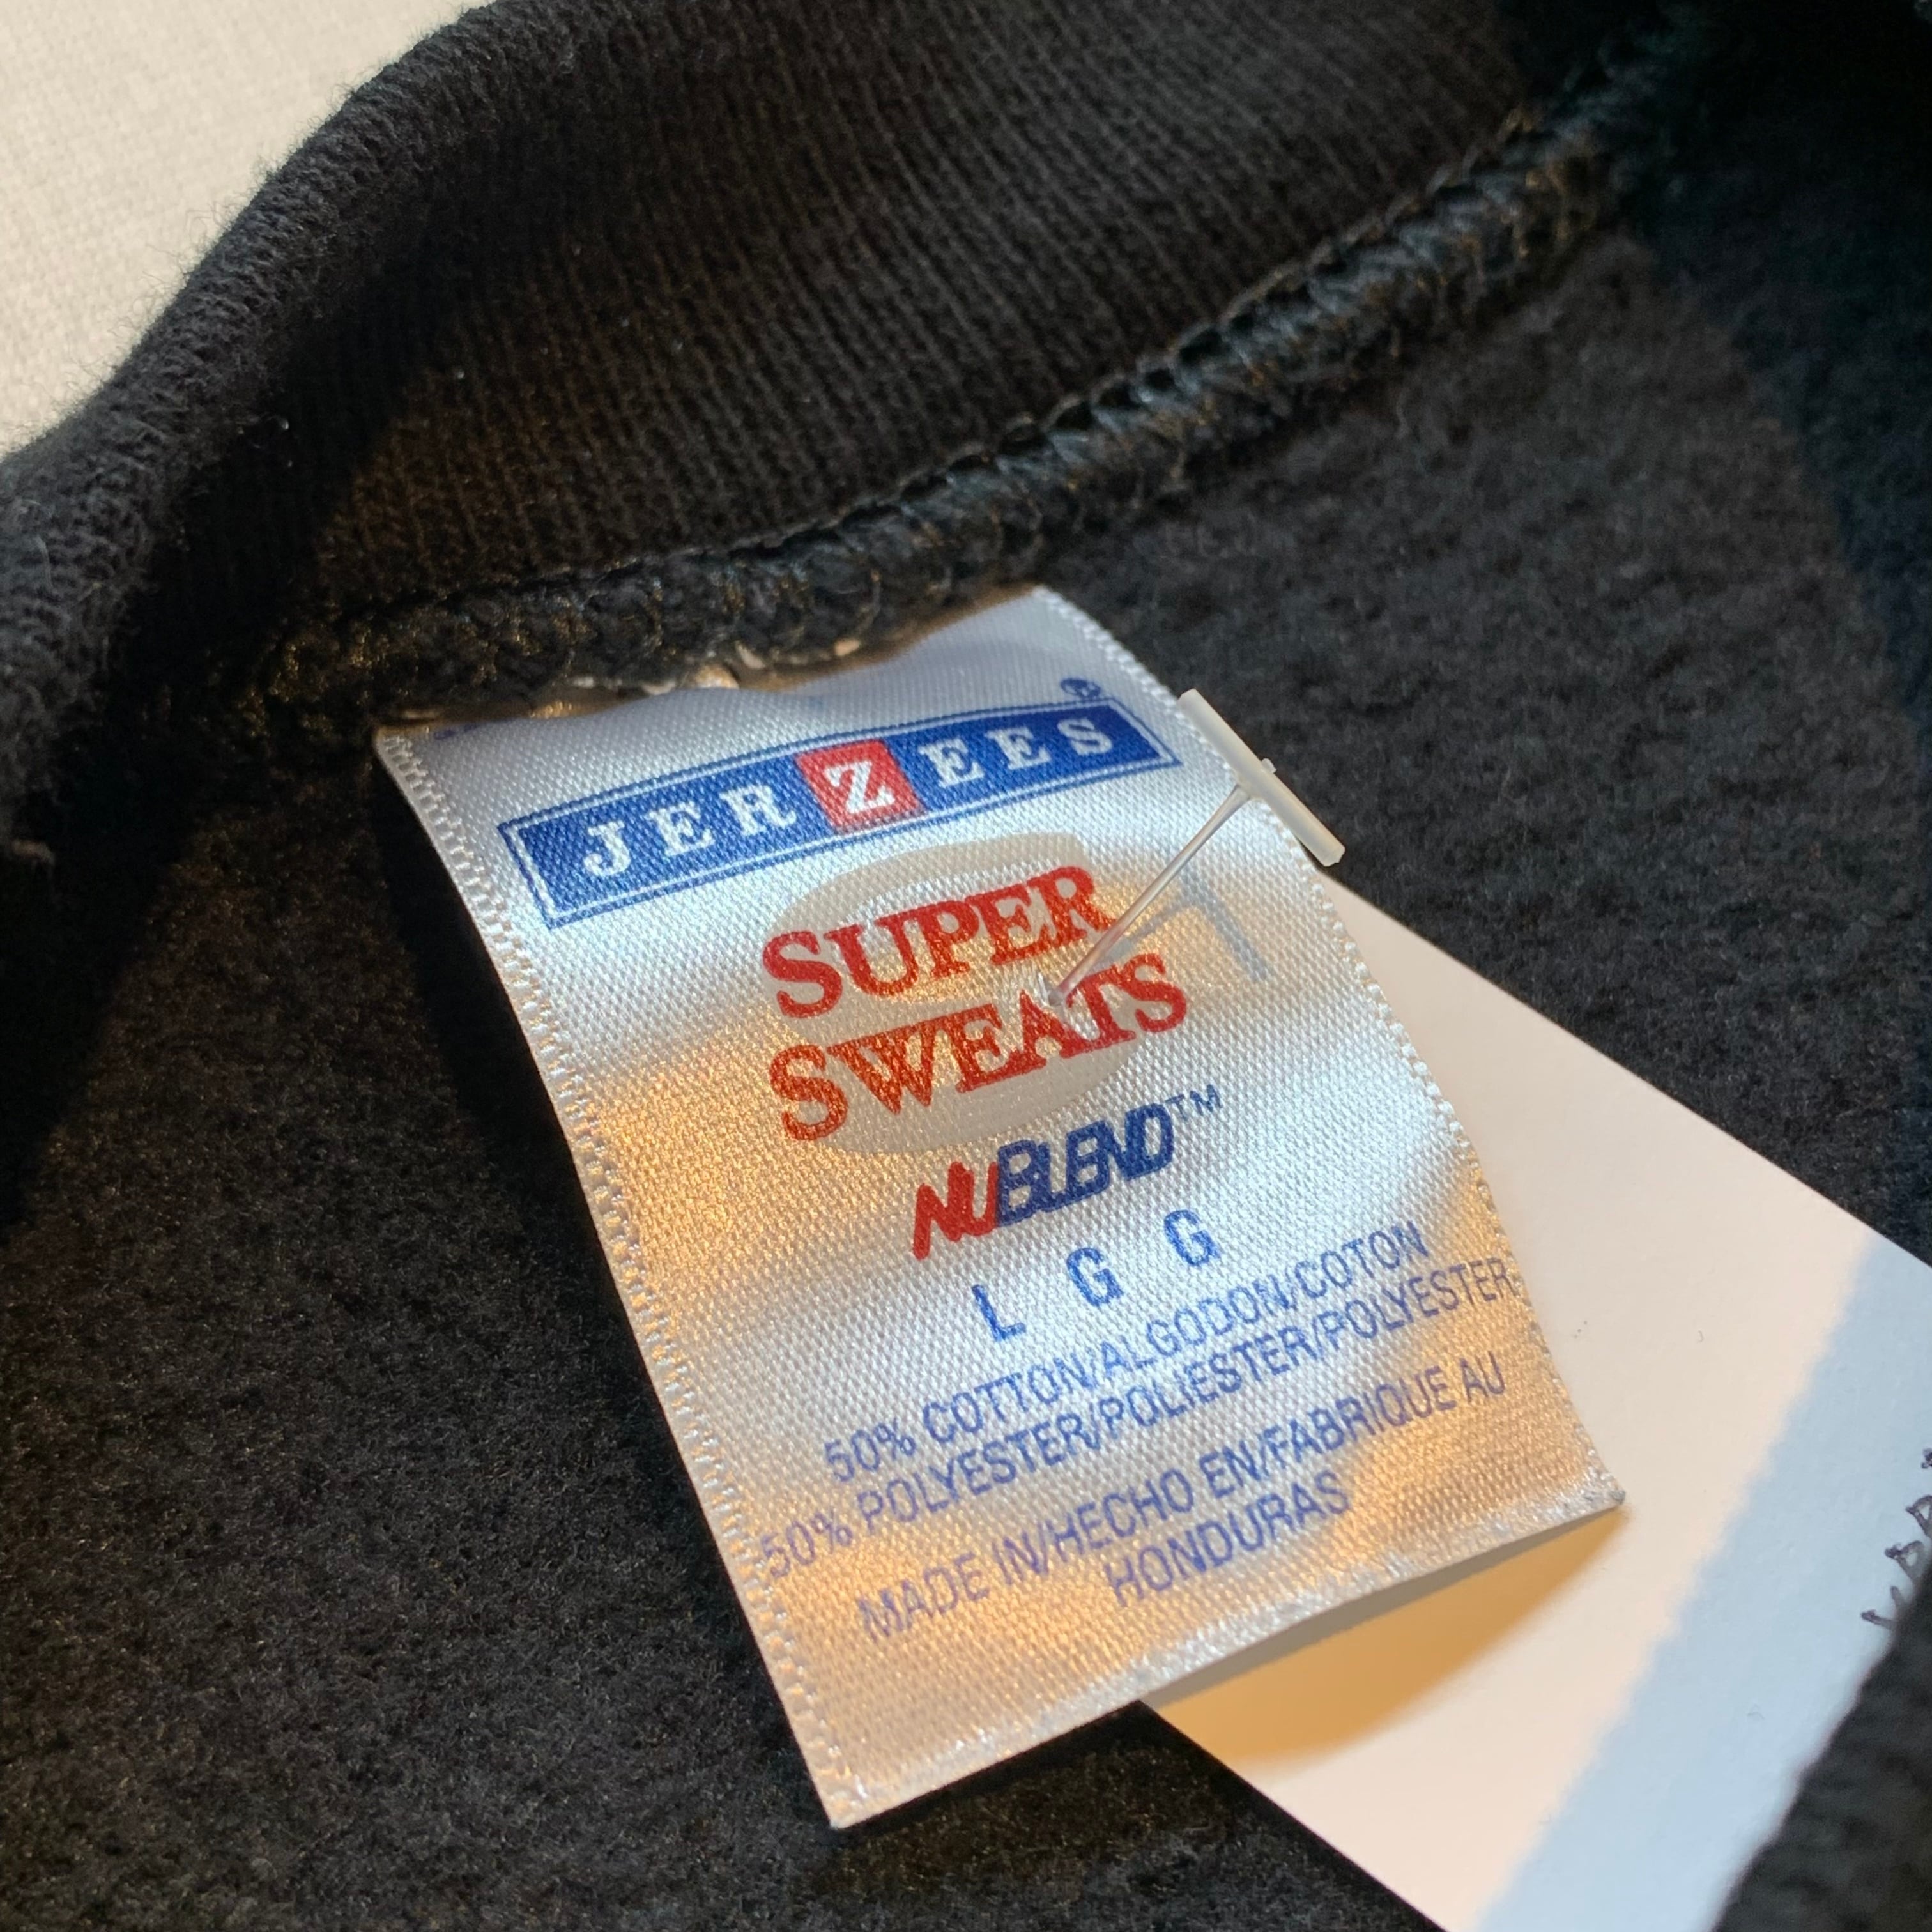 JERZEES®
SUPER
SWEATS
NUBLEND™
L G G
50% COTTON/ALGODON/COTON
50% POLYESTER/POLIESTER/POLYESTER
MADE IN/HECHO EN/FABRIQUE AU
HONDURAS